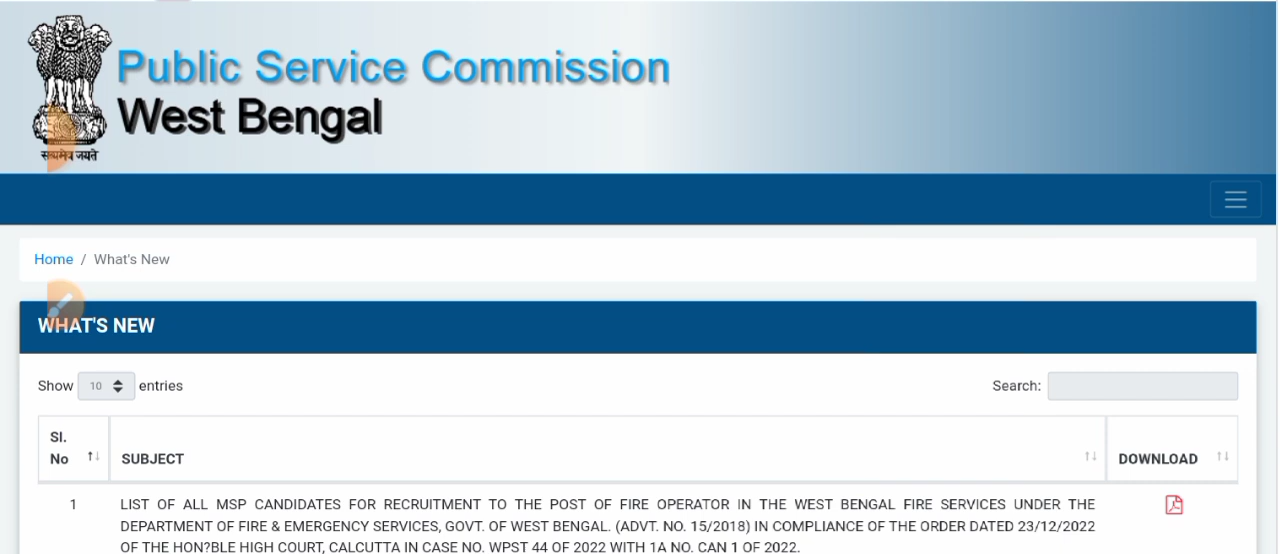 Public Service Commission
West Bengal
सत्यमेव जयते
Home / What's New
WHAT'S NEW
Show 10 entries
Search:
Sl. No
SUBJECT
DOWNLOAD
1
LIST OF ALL MSP CANDIDATES FOR RECRUITMENT TO THE POST OF FIRE OPERATOR IN THE WEST BENGAL FIRE SERVICES UNDER THE
DEPARTMENT OF FIRE & EMERGENCY SERVICES, GOVT. OF WEST BENGAL. (ADVT. NO. 15/2018) IN COMPLIANCE OF THE ORDER DATED 23/12/2022
OF THE HON?BLE HIGH COURT, CALCUTTA IN CASE NO. WPST 44 OF 2022 WITH 1A NO. CAN 1 OF 2022.